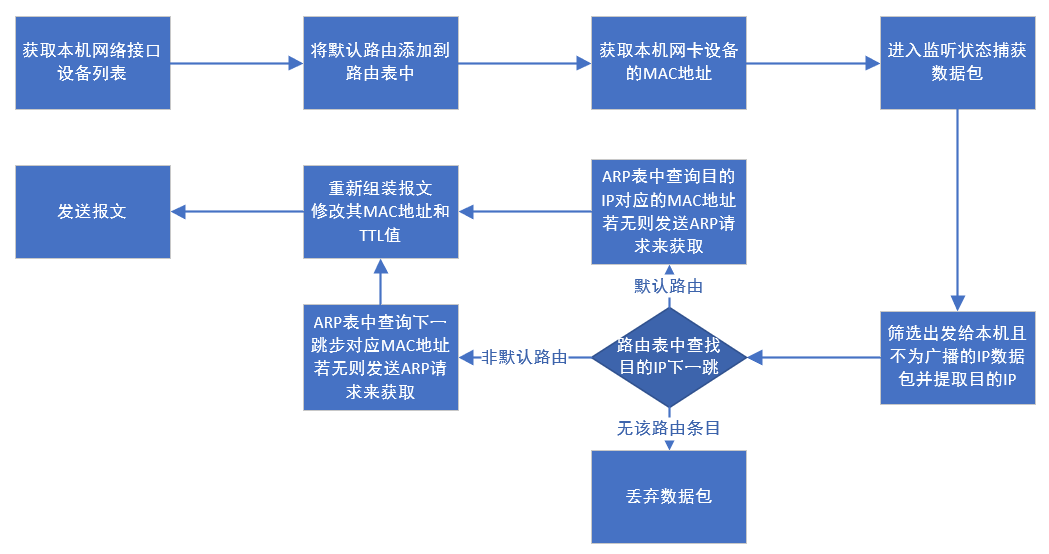 获取本机网络接口
设备列表
将默认路由添加到
路由表中
获取本机网卡设备
的MAC地址
进入监听状态捕获
数据包
发送报文
重新组装报文
修改其MAC地址和
TTL值
ARP表中查询目的
IP对应的MAC地址
若无则发送ARP请
求来获取
默认路由
ARP表中查询下一
跳步对应MAC地址
若无则发送ARP请
求来获取
非默认路由
路由表中查找
目的IP下一跳
筛选出发给本机且
不为广播的IP数据
包并提取目的IP
无该路由条目
丢弃数据包